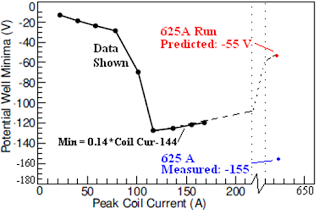 0
625A Run
-20
Predicted: -55 V
-40
Data
Shown
-60
-80
-100
-120
Min = 0.14*Coil Cur-144
-140
625 A
-160
Measured: -155
-180
0
50
100
150
200
650
Peak Coil Current (A)
Potential Well Minima (V)